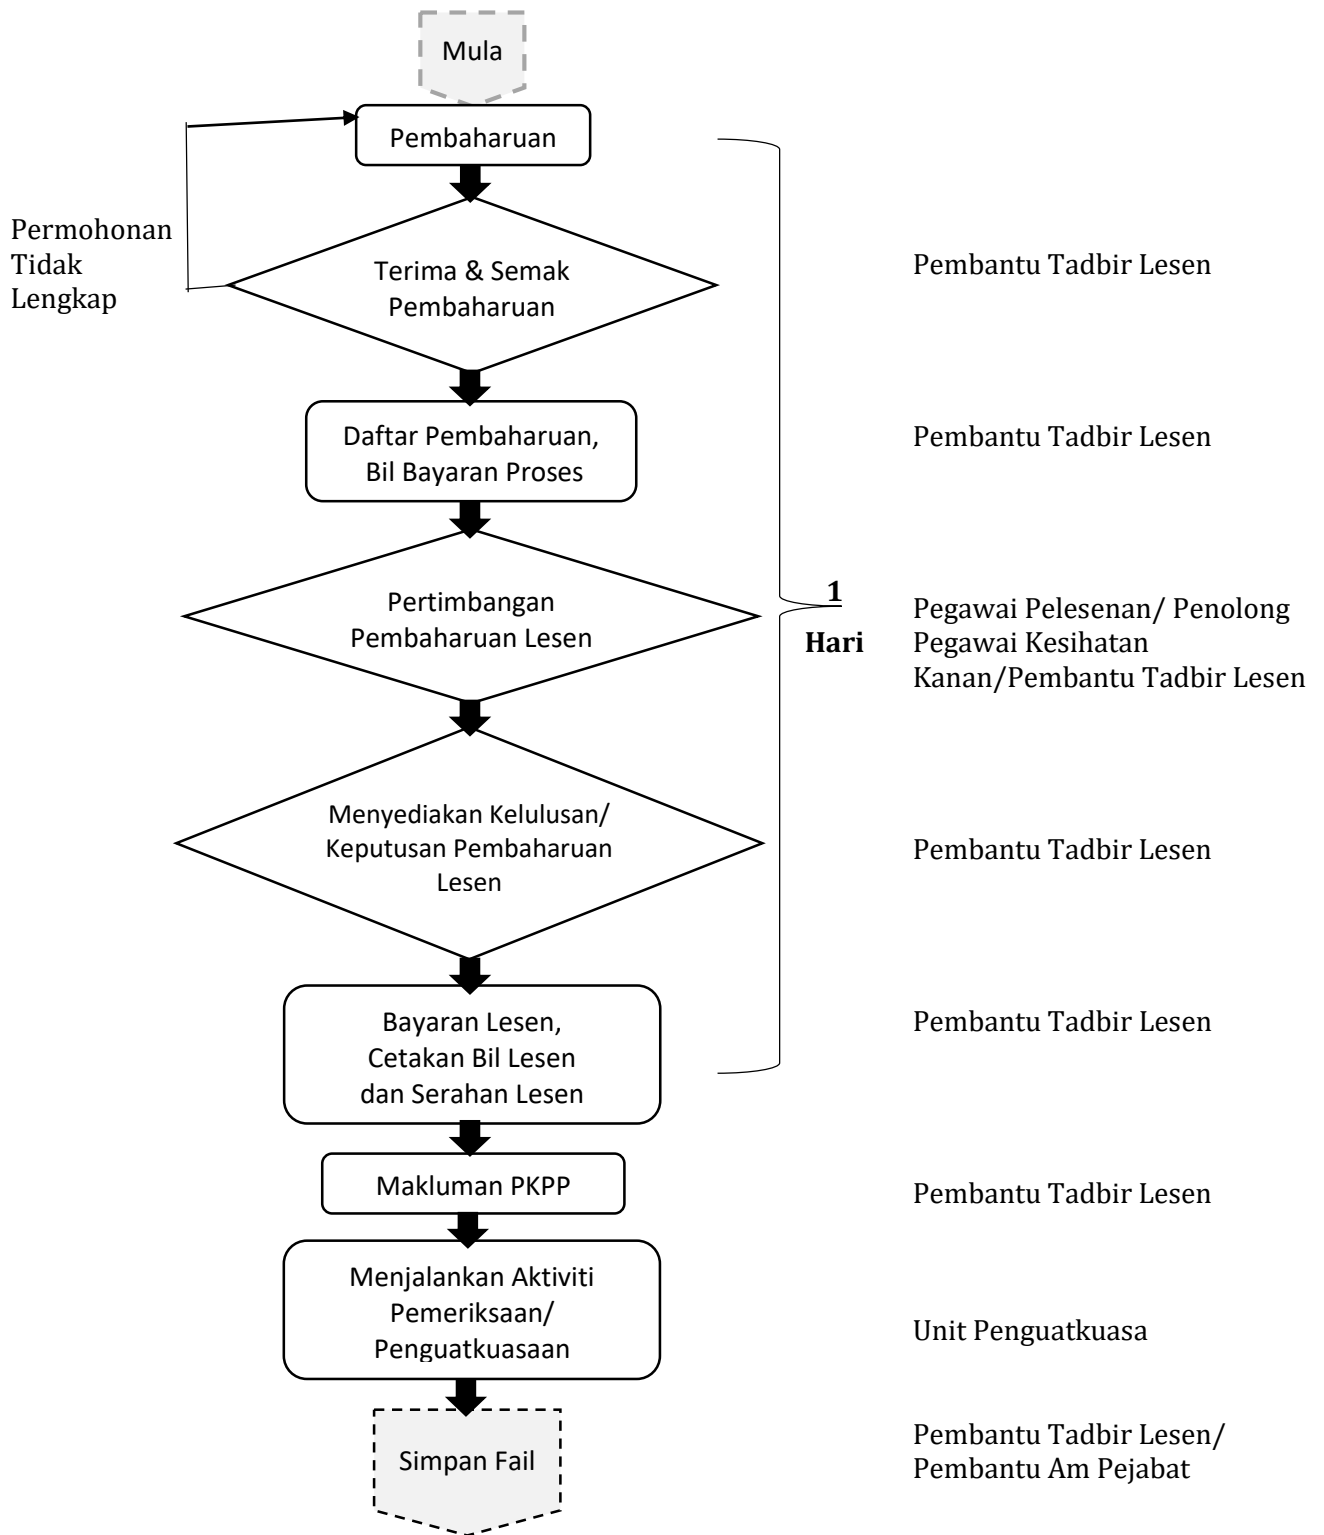 Mula
Pembaharuan
Permohonan
Tidak
Lengkap
Terima & Semak
Pembaharuan
Pembantu Tadbir Lesen
Daftar Pembaharuan,
Bil Bayaran Proses
Pembantu Tadbir Lesen
Pertimbangan
Pembaharuan Lesen
1
Hari
Pegawai Pelesenan/ Penolong
Pegawai Kesihatan
Kanan/Pembantu Tadbir Lesen
Menyediakan Kelulusan/
Keputusan Pembaharuan
Lesen
Pembantu Tadbir Lesen
Bayaran Lesen,
Cetakan Bil Lesen
dan Serahan Lesen
Pembantu Tadbir Lesen
Makluman PKPP
Pembantu Tadbir Lesen
Menjalankan Aktiviti
Pemeriksaan/
Penguatkuasaan
Unit Penguatkuasa
Simpan Fail
Pembantu Tadbir Lesen/
Pembantu Am Pejabat